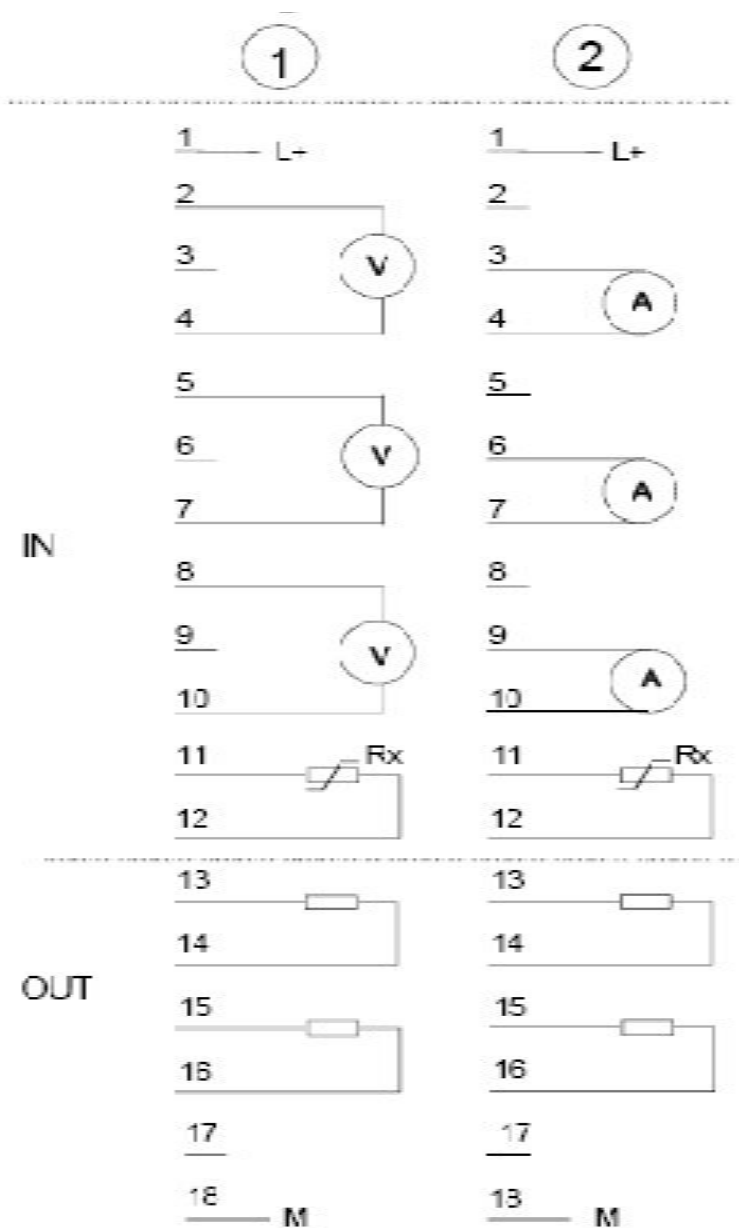 1 2
1 L+ 1 L+
2 2
3 V 3
4 4 A
5 5
6 V 6
7 7 A
IN
8 8
9 V 9
10 10 A
11 Rx 11 Rx
12 12
13 13
14 14
OUT
15 15
16 16
17 17
18 M 18 M